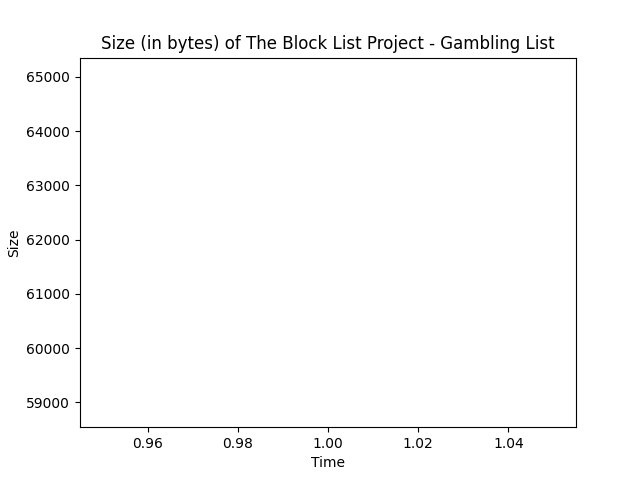 Size (in bytes) of The Block List Project - Gambling List
65000
64000
63000
62000
61000
60000
59000
Size
0.96 0.98 1.00 1.02 1.04
Time